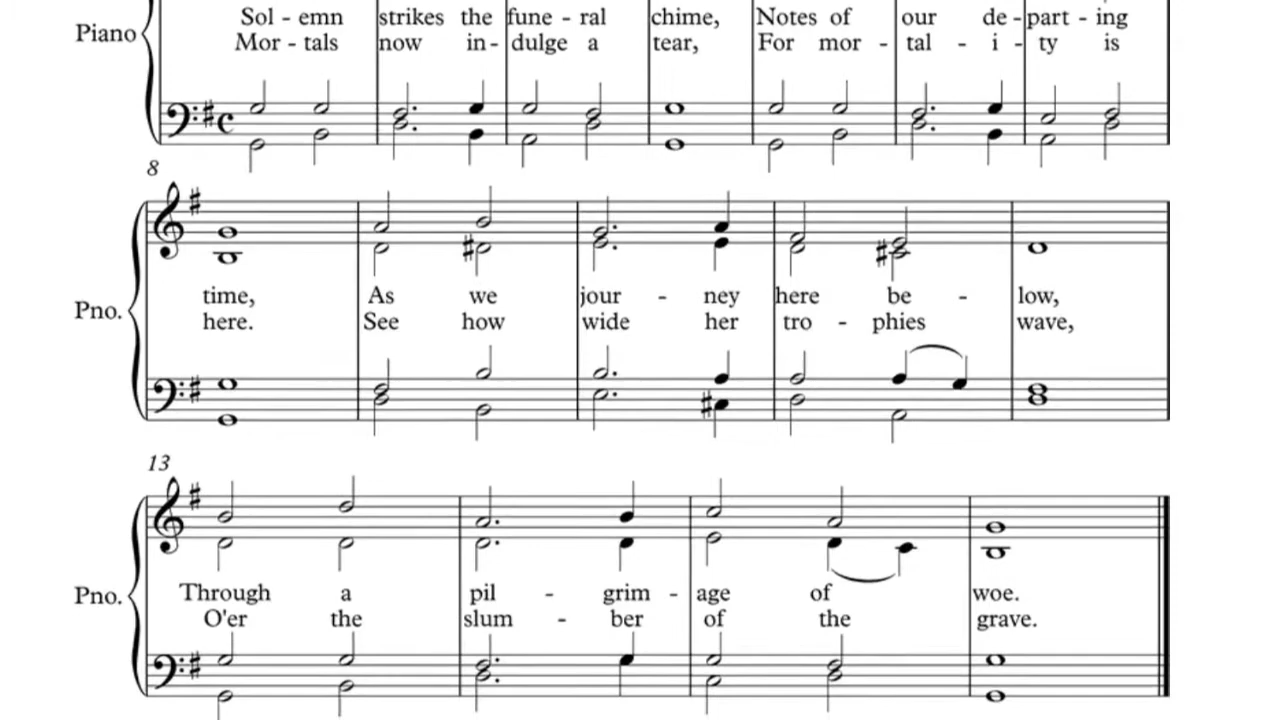 Sol - emn strikes the fune - ral chime, Notes of our de - part - ing
Piano
Mor - tals now in - dulge a tear, For mor - tal - i - ty is
8
time, As we jour - ney here be - low,
Pno.
here. See how wide her tro - phies wave,
13
Through a pil - grim - age of woe.
Pno.
O'er the slum - ber of the grave.